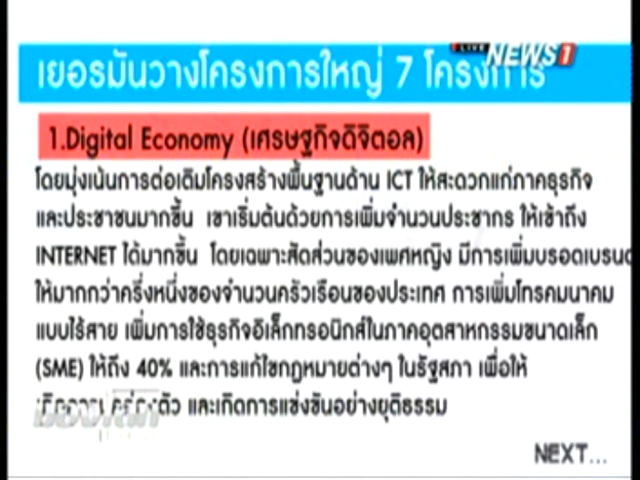 LIVE NEWS1
เยอรมันวางโครงการใหญ่ 7 โครงการ
1.Digital Economy (เศรษฐกิจดิจิตอล)
โดยมุ่งเน้นการต่อเติมโครงสร้างพื้นฐานด้าน ICT ให้สะดวกแก่ภาคธุรกิจ
และประชาชนมากขึ้น เขาเริ่มต้นด้วยการเพิ่มจำนวนประชากร ให้เข้าถึง
INTERNET ได้มากขึ้น โดยเฉพาะสัดส่วนของเพศหญิง มีการเพิ่มบรอดแบรนด
ให้มากกว่าครึ่งหนึ่งของจำนวนครัวเรือนของประเทศ การเพิ่มโทรคมนาคม
แบบไร้สาย เพิ่มการใช้ธุรกิจอิเล็กทรอนิกส์ในภาคอุตสาหกรรมขนาดเล็ก
(SME) ให้ถึง 40% และการแก้ไขกฎหมายต่างๆ ในรัฐสภา เพื่อให้
และเกิดการแข่งขันอย่างยุติธรรม
NEXT...